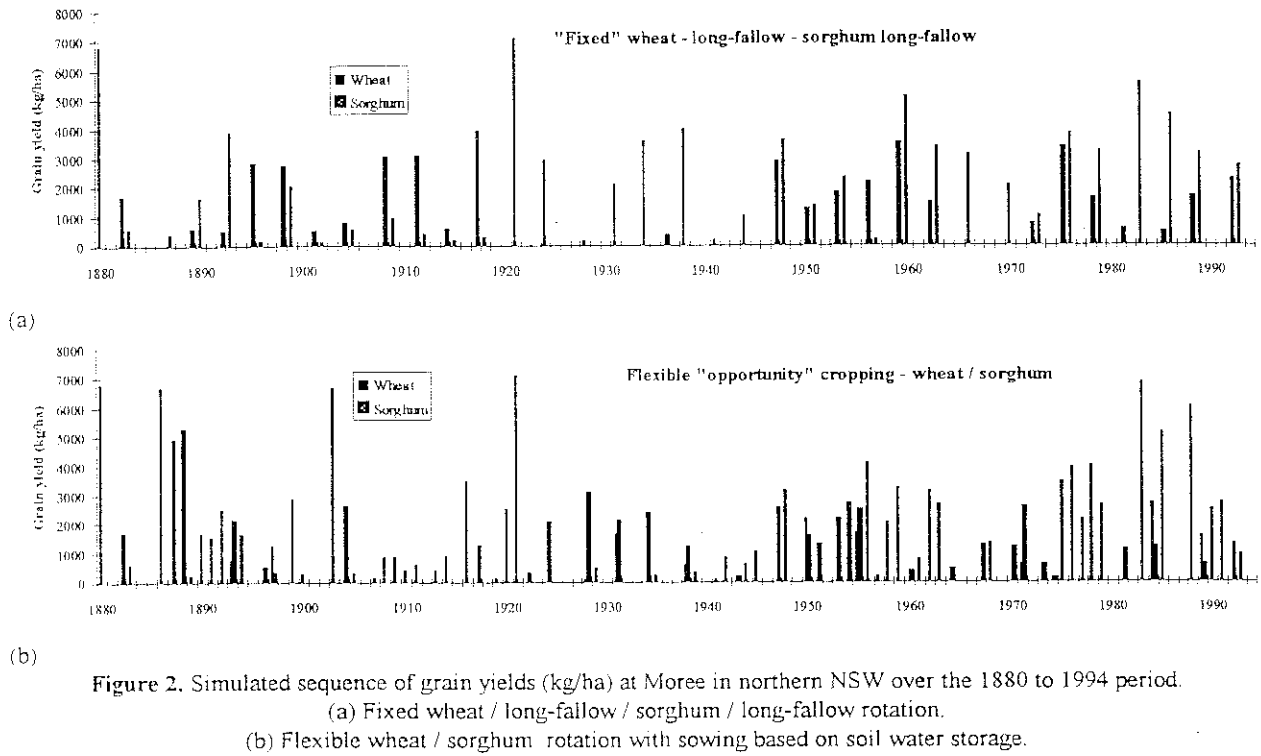 "Fixed" wheat - long-fallow - sorghum long-fallow
Grain yield (kg/ha)
8000
7000
6000
5000
4000
3000
2000
1000
0
Wheat
Sorghum
1880 1890 1900 1910 1920 1930 1940 1950 1960 1970 1980 1990
(a)
Flexible "opportunity" cropping - wheat / sorghum
Grain yield (kg/ha)
8000
7000
6000
5000
4000
3000
2000
1000
0
Wheat
Sorghum
1880 1890 1900 1910 1920 1930 1940 1950 1960 1970 1980 1990
(b)
Figure 2. Simulated sequence of grain yields (kg/ha) at Moree in northern NSW over the 1880 to 1994 period.
(a) Fixed wheat / long-fallow / sorghum / long-fallow rotation.
(b) Flexible wheat / sorghum rotation with sowing based on soil water storage.